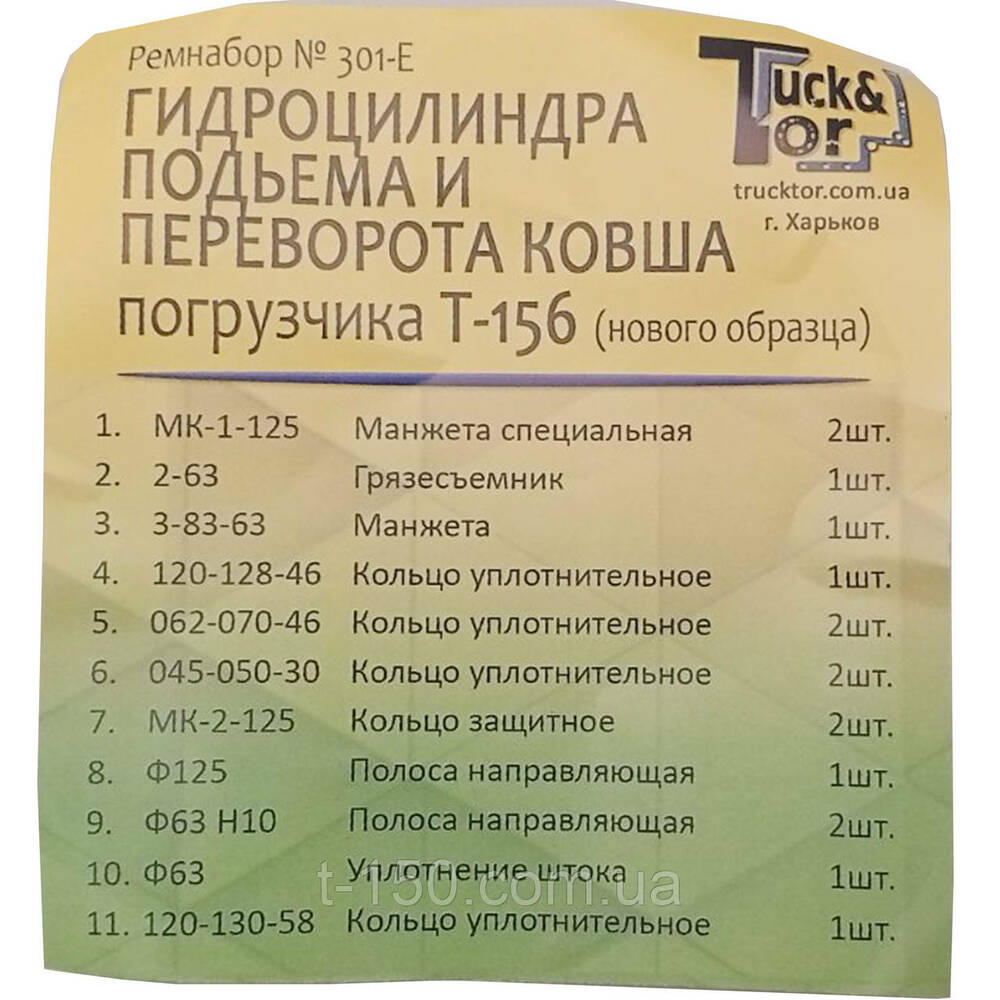 Ремнабор № 301-Е
ГИДРОЦИЛИНДРА
ПОДЬЕМА И
ПЕРЕВОРОТА КОВША
погрузчика Т-156 (нового образца)
Truck&
Tor
trucktor.com.ua
г. Харьков
1. МК-1-125 Манжета специальная 2шт.
2. 2-63 Грязесъемник 1шт.
3. 3-83-63 Манжета 1шт.
4. 120-128-46 Кольцо уплотнительное 1шт.
5. 062-070-46 Кольцо уплотнительное 2шт.
6. 045-050-30 Кольцо уплотнительное 2шт.
7. МК-2-125 Кольцо защитное 2шт.
8. Ф125 Полоса направляющая 1шт.
9. Ф63 Н10 Полоса направляющая 2шт.
10. Ф63 Уплотнение штока 1шт.
11. 120-130-58 Кольцо уплотнительное 1шт.
t-150.com.ua